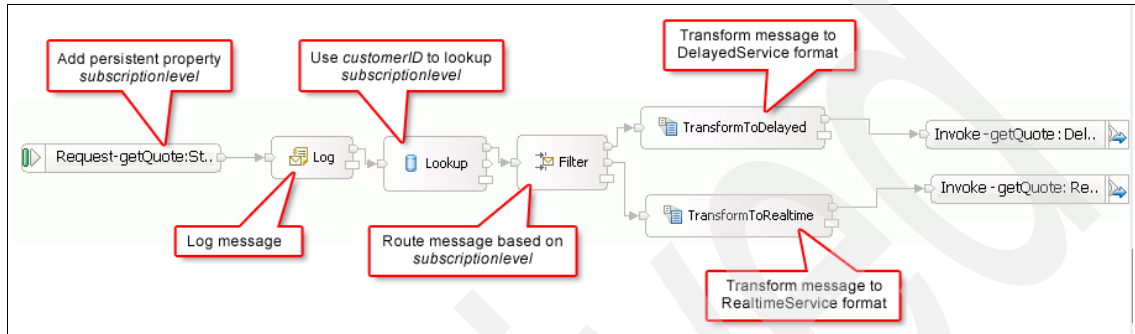 Add persistent property
subscriptionlevel
Use customerID to lookup
subscriptionlevel
Transform message to
DelayedService format
Request-getQuote:St..
Log
Lookup
Filter
TransformToDelayed
Invoke - getQuote : Del..
TransformToRealtime
Invoke - getQuote: Re..
Log message
Route message based on
subscriptionlevel
Transform message to
RealtimeService format